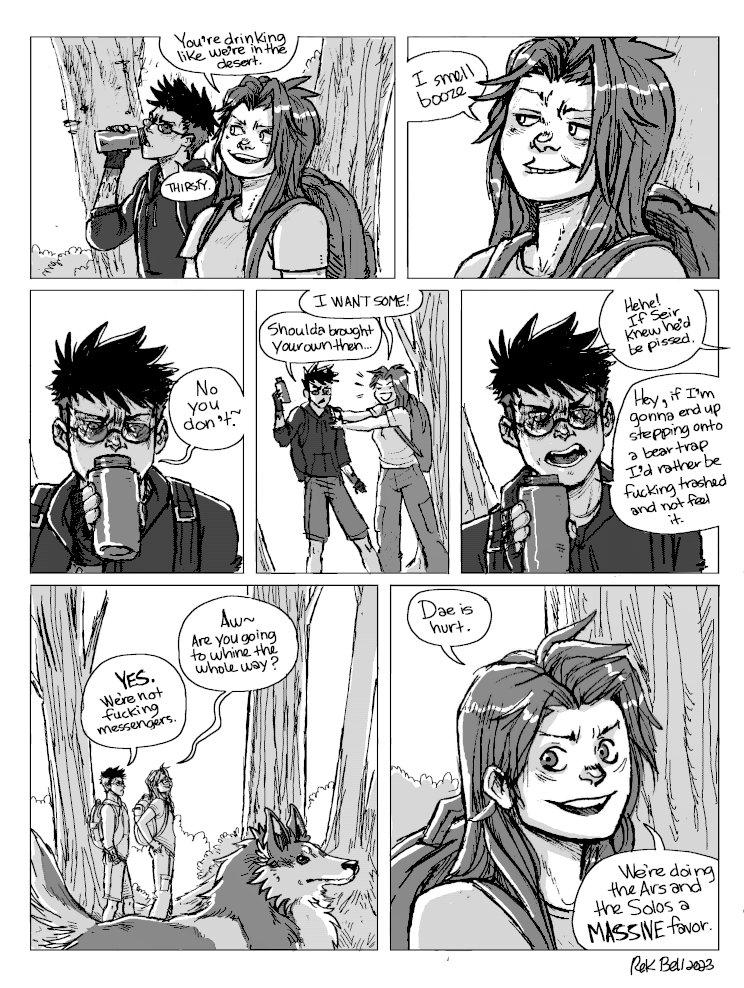 You're drinking
like we're in the
desert.
THIRSTY.
I smell
booze
No
you
don't~
I WANT SOME!
Shoulda brought
your own then...
Hehe!
If Seir
knew he'd
be pissed.
Hey, if I'm
gonna end up
stepping onto
a bear trap
I'd rather be
fucking trashed
and not feel
it.
Aw~
Are you going
to whine the
whole way?
YES.
We're not
fucking
messengers.
Dae is
hurt.
We're doing
the Airs and
the Solos a
MASSIVE favor.
Rek Bell 2023